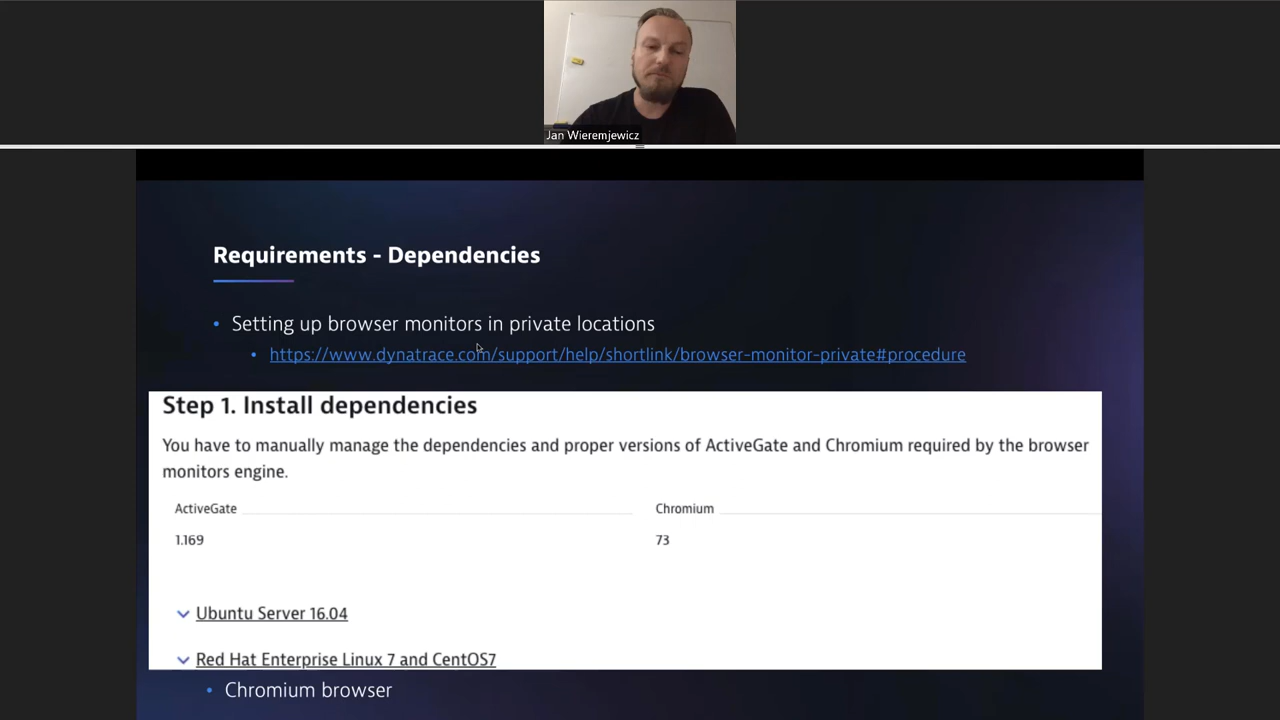 Jan Wieremjewicz
Requirements - Dependencies
• Setting up browser monitors in private locations
• https://www.dynatrace.com/support/help/shortlink/browser-monitor-private#procedure
Step 1. Install dependencies
You have to manually manage the dependencies and proper versions of ActiveGate and Chromium required by the browser
monitors engine.
ActiveGate Chromium
1.169 73
Ubuntu Server 16.04
Red Hat Enterprise Linux 7 and CentOS7
• Chromium browser